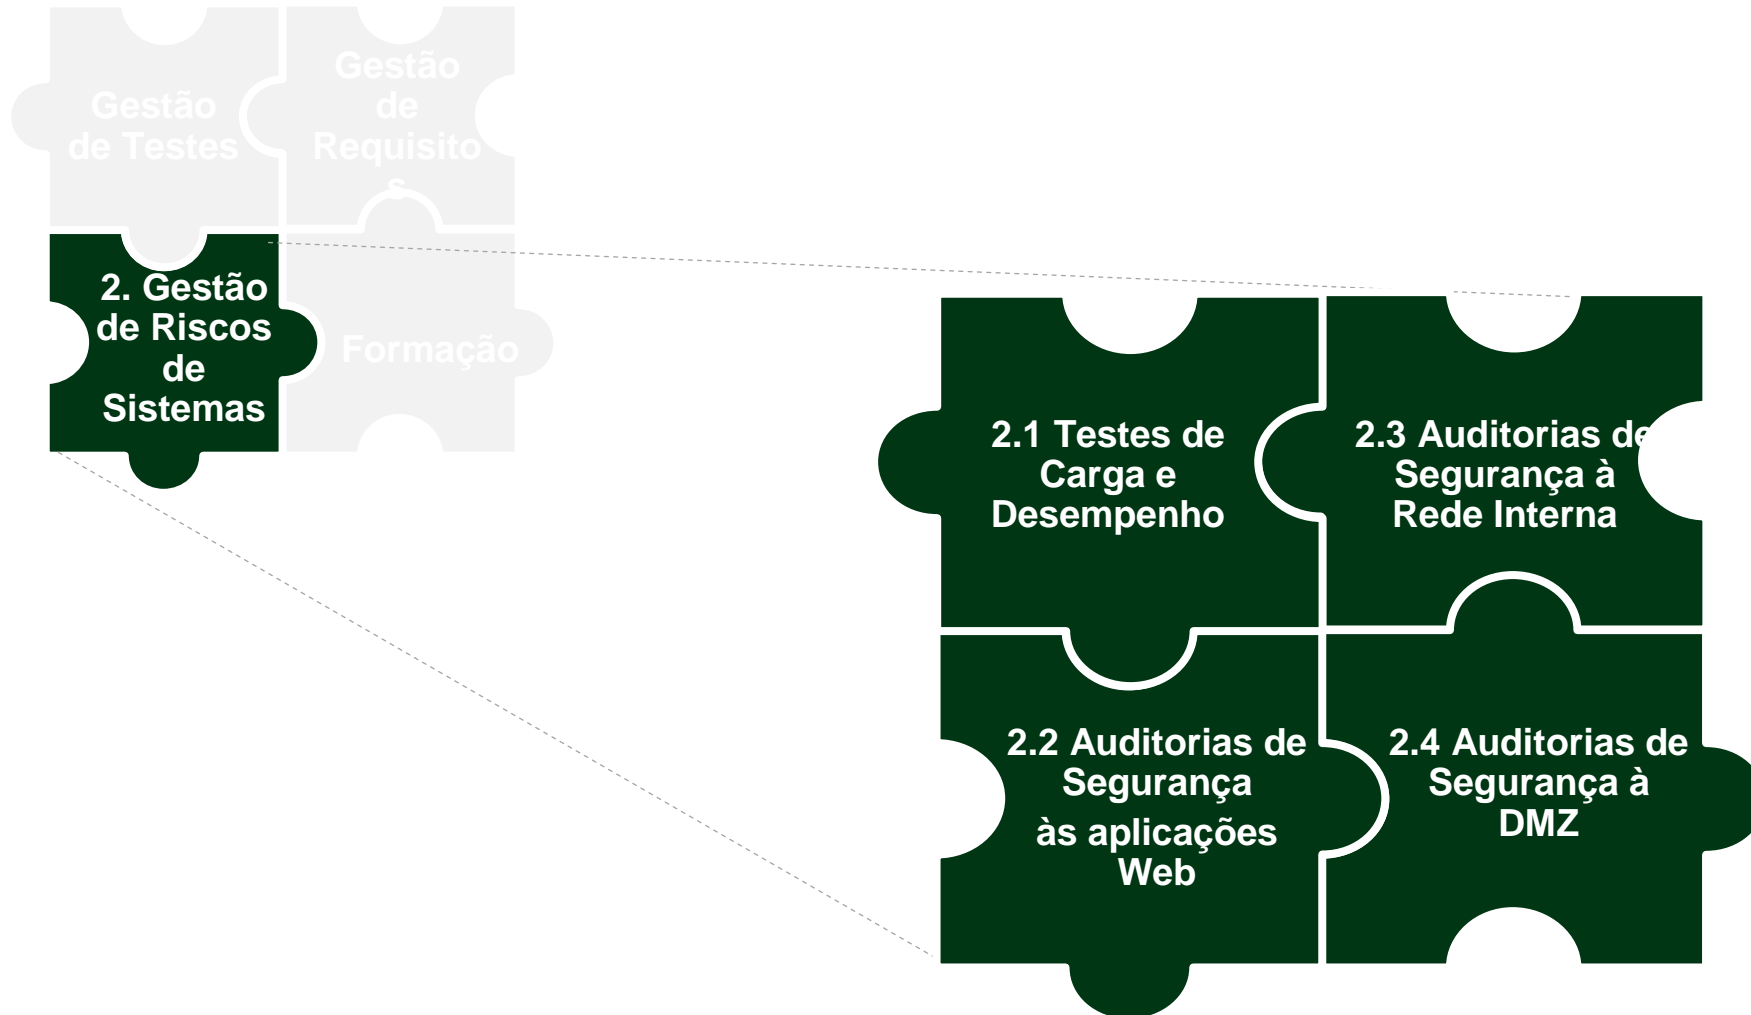 Gestão
de Testes
Gestão
de
Requisito
s
2. Gestão
de Riscos
de
Sistemas
Formação
2.1 Testes de
Carga e
Desempenho
2.3 Auditorias de
Segurança à
Rede Interna
2.2 Auditorias de
Segurança
às aplicações
Web
2.4 Auditorias de
Segurança à
DMZ